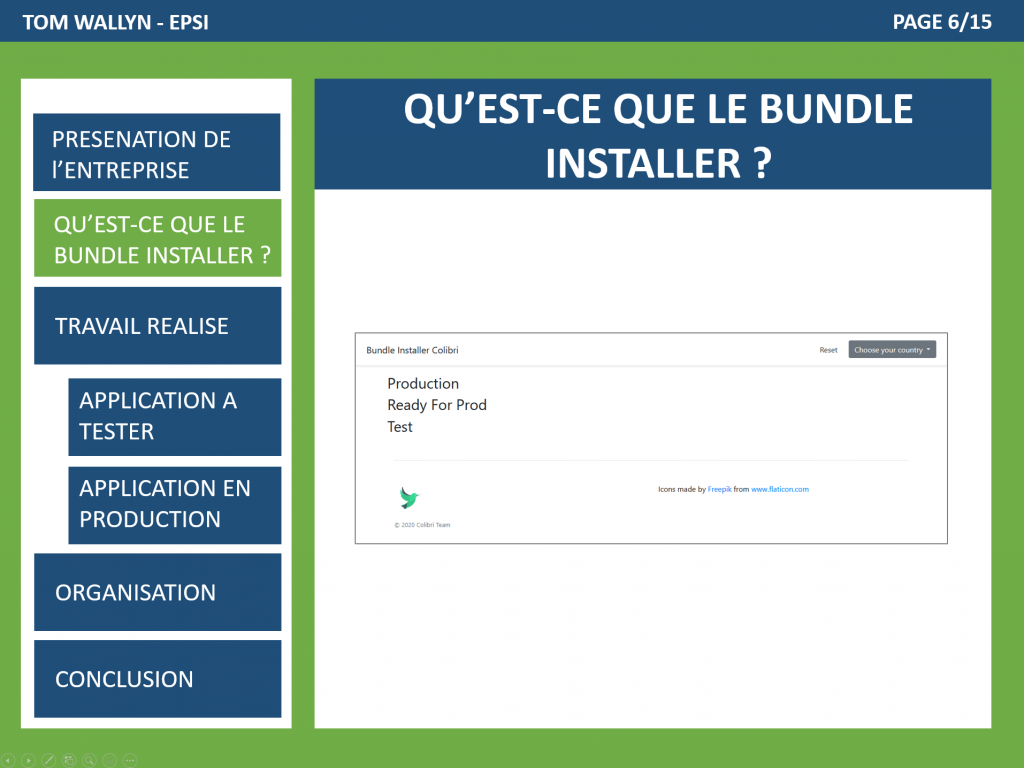 TOM WALLYN - EPSI
PAGE 6/15
PRESENATION DE
l’ENTREPRISE
QU’EST-CE QUE LE
BUNDLE INSTALLER ?
TRAVAIL REALISE
APPLICATION A
TESTER
APPLICATION EN
PRODUCTION
ORGANISATION
CONCLUSION
QU’EST-CE QUE LE BUNDLE
INSTALLER ?
Bundle Installer Colibri
Reset
Choose your country
Production
Ready For Prod
Test
Icons made by Freepik from www.flaticon.com
© 2020 Colibri Team